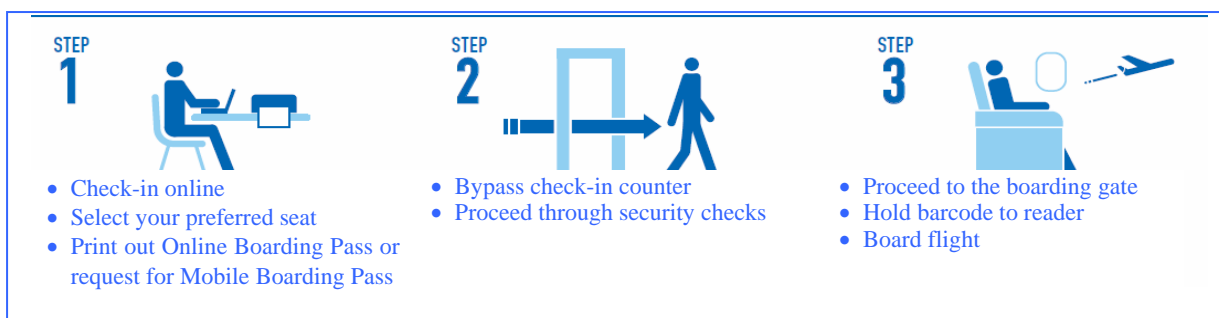 STEP
1
• Check-in online
• Select your preferred seat
• Print out Online Boarding Pass or
request for Mobile Boarding Pass
STEP
2
• Bypass check-in counter
• Proceed through security checks
STEP
3
• Proceed to the boarding gate
• Hold barcode to reader
• Board flight